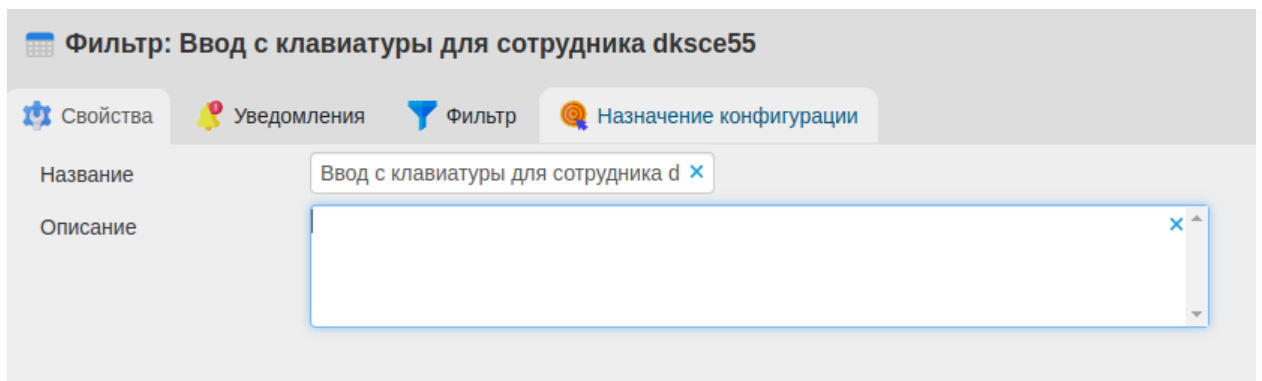 Фильтр: Ввод с клавиатуры для сотрудника dksce55
Свойства Уведомления Фильтр Назначение конфигурации
Название Ввод с клавиатуры для сотрудника d
Описание